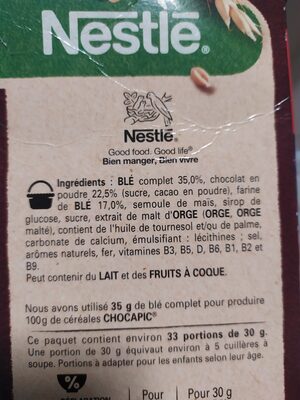 Nestlé®
Nestlé®
Good food. Good life®
Bien manger, Bien vivre
Ingrédients : BLÉ complet 35,0%, chocolat en
poudre 22,5% (sucre, cacao en poudre), farine
de BLÉ 17,0%, semoule de maïs, sirop de
glucose, sucre, extrait de malt d'ORGE (ORGE, ORGE
malté), contient de l'huile de tournesol et/ou de palme,
carbonate de calcium, émulsifiant : lécithines ; sel,
arômes naturels, fer, vitamines B3, B5, D, B6, B1, B2 et
B9.
Peut contenir du LAIT et des FRUITS À COQUE.
Nous avons utilisé 35 g de blé complet pour produire
100g de céréales CHOCAPIC®
Ce paquet contient environ 33 portions de 30 g.
Une portion de 30 g équivaut environ à 5 cuillères à
soupe. Portions à adapter pour les enfants selon leur âge.
% Pour Pour 30 g